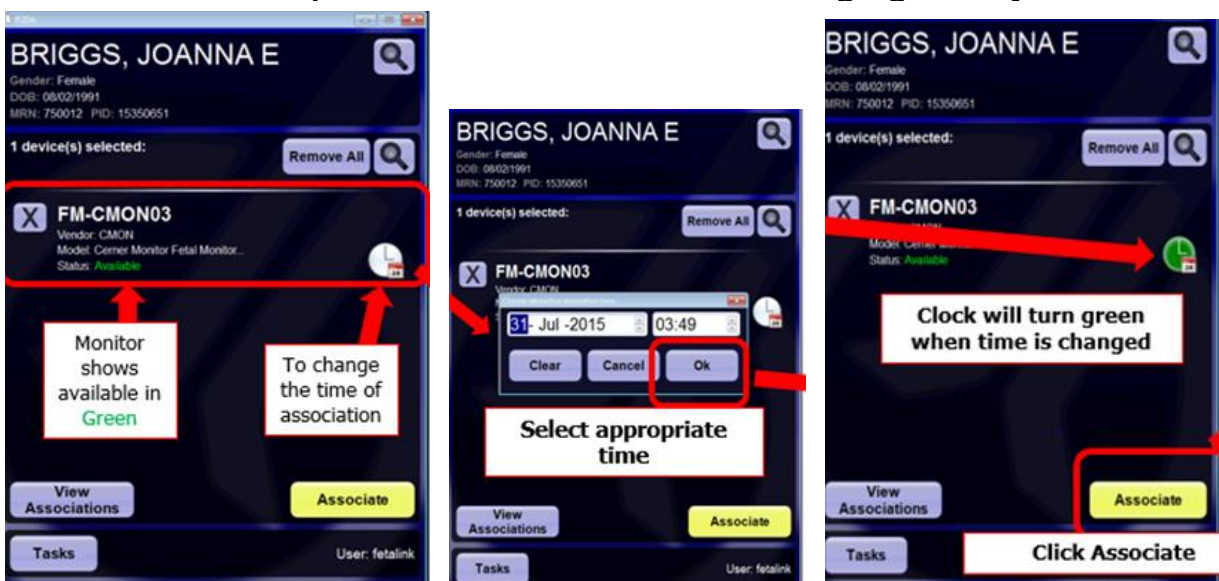 BRIGGS, JOANNA E
Gender: Female
DOB: 08/02/1991
MRN: 750012 PID: 15350651
1 device(s) selected:
Remove All
X
FM-CMON03
Vendor: CMON
Model: Cerner Monitor Fetal Monitor...
Status: Available
Monitor
shows
available in
Green
To change
the time of
association
View
Associations
Associate
Tasks
User: fetalink
BRIGGS, JOANNA E
Gender: Female
DOB: 08/02/1991
MRN: 750012 PID: 15350651
1 device(s) selected:
Remove All
X
FM-CMON03
Vendor: CMON
31- Jul -2015
03:49
Clear
Cancel
Ok
Select appropriate
time
View
Associations
Associate
Tasks
User: fetalink
BRIGGS, JOANNA E
Gender: Female
DOB: 08/02/1991
MRN: 750012 PID: 15350651
1 device(s) selected:
Remove All
X
FM-CMON03
Model: Cerner
Status: Available
Clock will turn green
when time is changed
View
Associations
Associate
Tasks
Click Associate